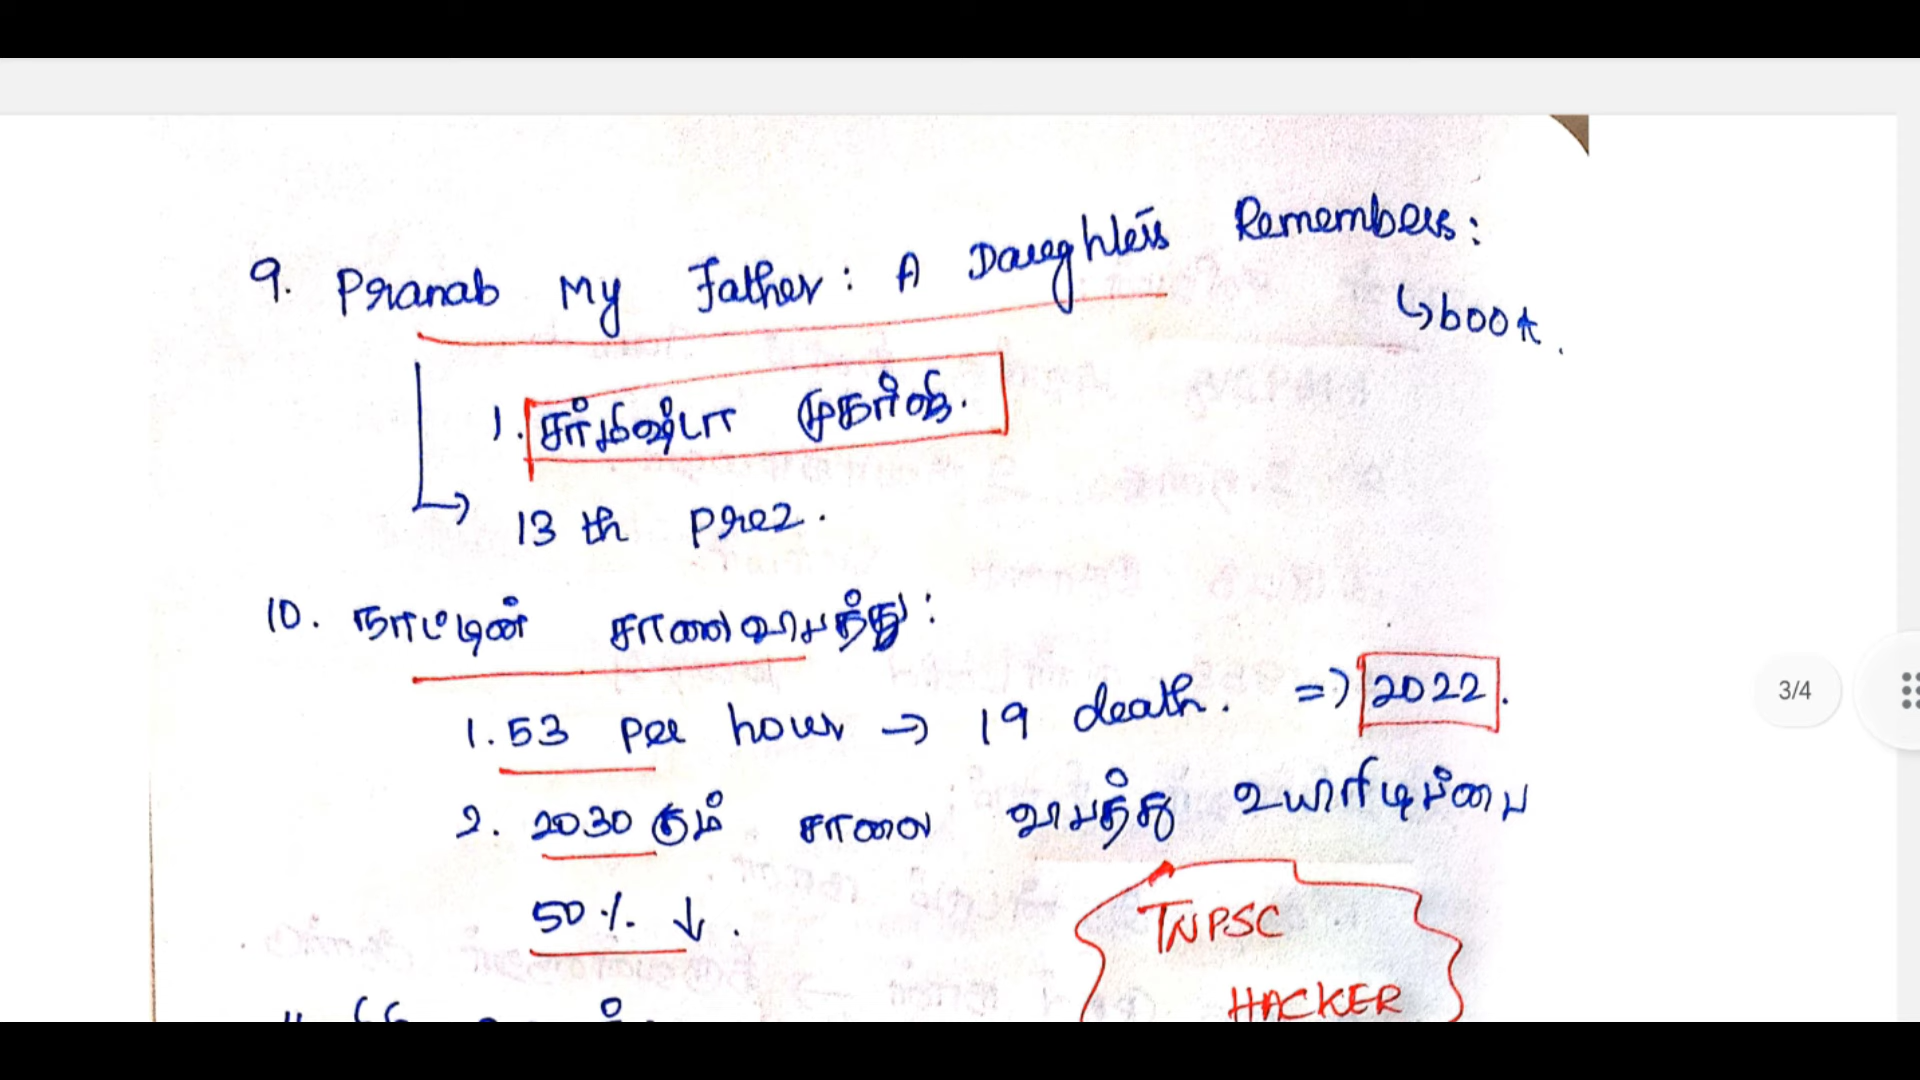 9. Pranab My Father: A Daughter's Remembers:
↳ book.
1. சர்மிஷ்டா முகர்ஜி.
→ 13 th prez.
10. நாட்டின் சாலைவிபத்து:
1. 53 per hour → 19 death. => 2022.
2. 2030 கும் சாலை விபத்து உயிரிழப்பை
50% ↓.
TNPSC
HACKER
3/4